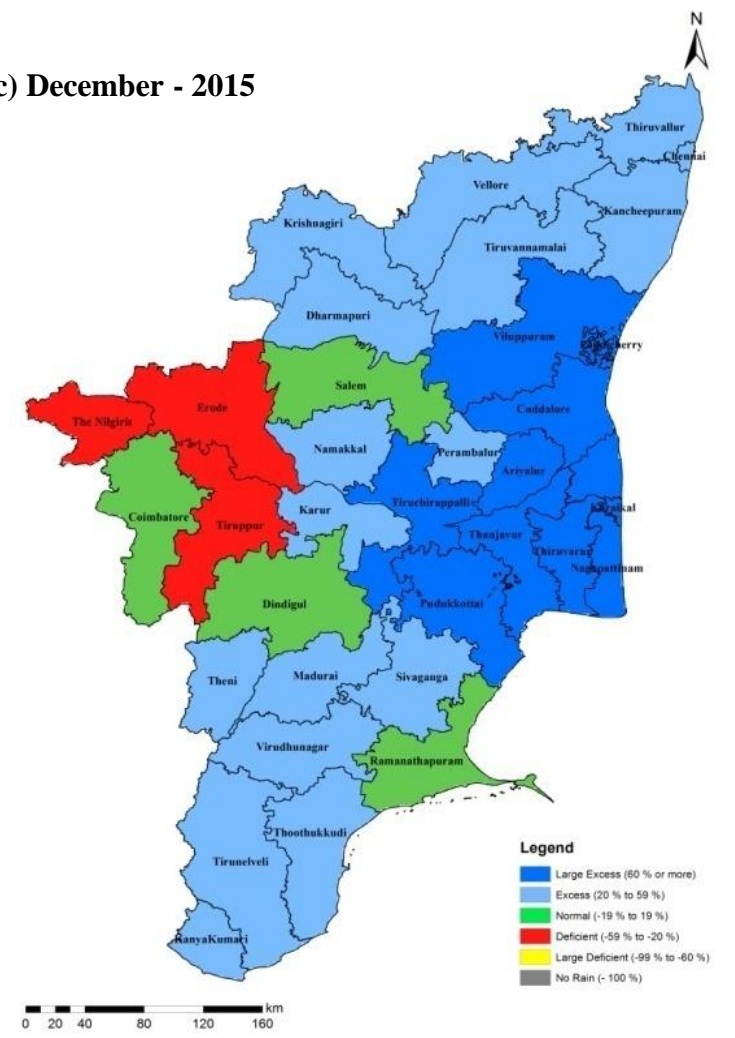 N
c) December - 2015
Thiruvallur
Chennai
Vellore
Kancheepuram
Krishnagiri
Tiruvannamalai
Dharmapuri
Viluppuram
Salem
Erode
Cuddalore
The Nilgiris
Namakkal
Perambalur
Ariyalur
Karur
Tiruchirappalli
Coimbatore
Tiruppur
Thanjavur
Thiruvarur
Nagapattinam
Dindigul
Pudukkottai
Theni
Madurai
Sivaganga
Virudhunagar
Ramanathapuram
Thoothukkudi
Tirunelveli
KanyaKumari
Legend
Large Excess (60 % or more)
Excess (20 % to 59 %)
Normal (-19 % to 19 %)
Deficient (-59 % to -20 %)
Large Deficient (-99 % to -60 %)
No Rain (- 100 %)
km
0 20 40 80 120 160